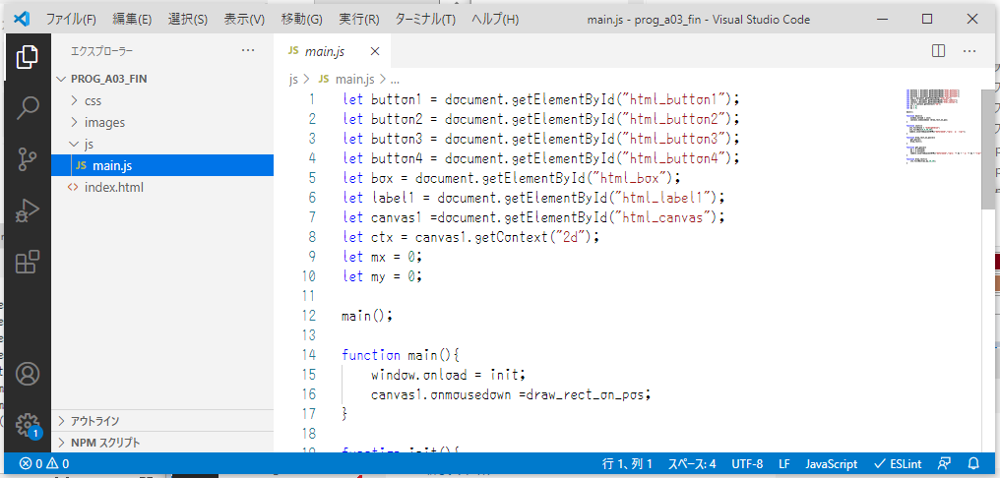 ファイル(F) 編集(E) 選択(S) 表示(V) 移動(G) 実行(R) ターミナル(T) ヘルプ(H) main.js - prog_a03_fin - Visual Studio Code
エクスプローラー ...
PROG_A03_FIN
css
images
js
JS main.js
<> index.html
アウトライン
NPM スクリプト
1
JS main.js ×
js > JS main.js > ...
1 let button1 = document.getElementById("html_button1");
2 let button2 = document.getElementById("html_button2");
3 let button3 = document.getElementById("html_button3");
4 let button4 = document.getElementById("html_button4");
5 let box = document.getElementById("html_box");
6 let label1 = document.getElementById("html_label1");
7 let canvas1 =document.getElementById("html_canvas");
8 let ctx = canvas1.getContext("2d");
9 let mx = 0;
10 let my = 0;
11
12 main();
13
14 function main(){
15 window.onload = init;
16 canvas1.onmousedown =draw_rect_on_pos;
17 }
18
19 function init(){
0 0 行 1、列 1 スペース: 4 UTF-8 LF JavaScript ESLint